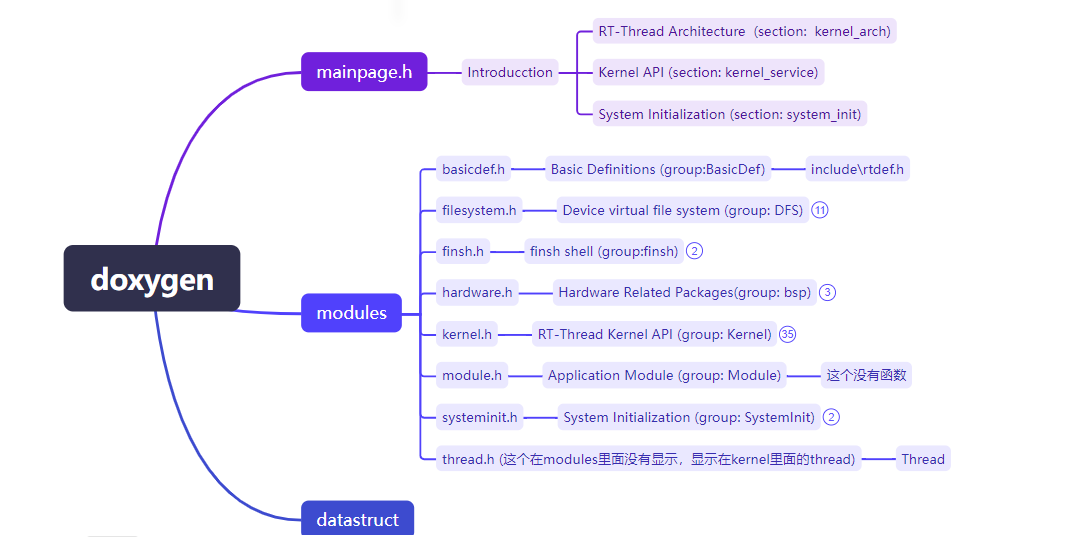 doxygen
mainpage.h
Introducction
RT-Thread Architecture (section: kernel_arch)
Kernel API (section: kernel_service)
System Initialization (section: system_init)
modules
basicdef.h
Basic Definitions (group:BasicDef)
include\rtdef.h
filesystem.h
Device virtual file system (group: DFS)
11
finsh.h
finsh shell (group:finsh)
2
hardware.h
Hardware Related Packages(group: bsp)
3
kernel.h
RT-Thread Kernel API (group: Kernel)
35
module.h
Application Module (group: Module)
这个没有函数
systeminit.h
System Initialization (group: SystemInit)
2
thread.h (这个在modules里面没有显示，显示在kernel里面的thread)
Thread
datastruct